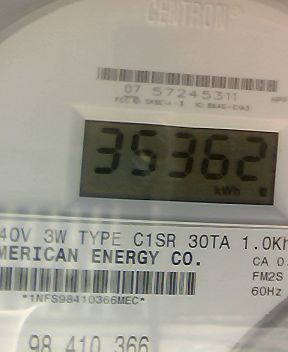 CENTRON®
07 57245311
35362
kWh
40V 3W TYPE C1SR 30TA 1.0Kh
MERICAN ENERGY CO.
CA 0.
FM2S
*1NFS98410366MEC*
60Hz
98 410 366